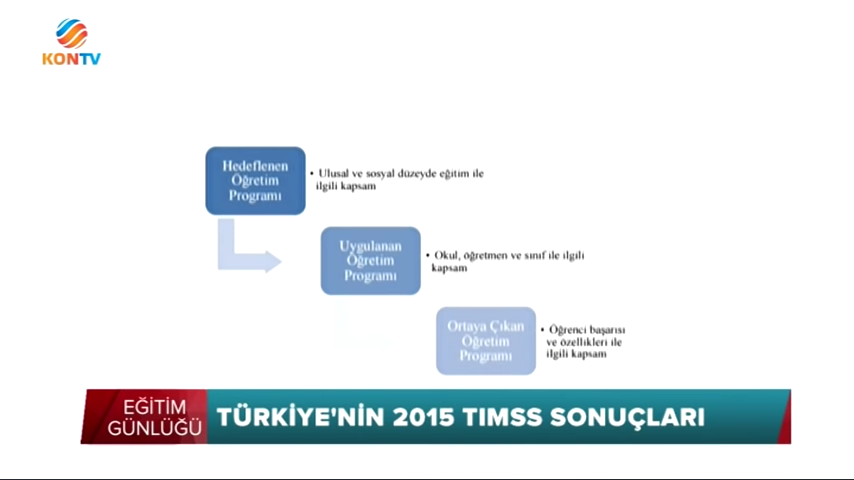 KONTV
Hedeflenen
Öğretim
Programı
• Ulusal ve sosyal düzeyde eğitim ile
ilgili kapsam
Uygulanan
Öğretim
Programı
• Okul, öğretmen ve sınıf ile ilgili
kapsam
Ortaya Çıkan
Öğretim
Programı
• Öğrenci başarısı
ve özellikleri ile
ilgili kapsam
EĞİTİM
GÜNLÜĞÜ
TÜRKİYE'NİN 2015 TIMSS SONUÇLARI